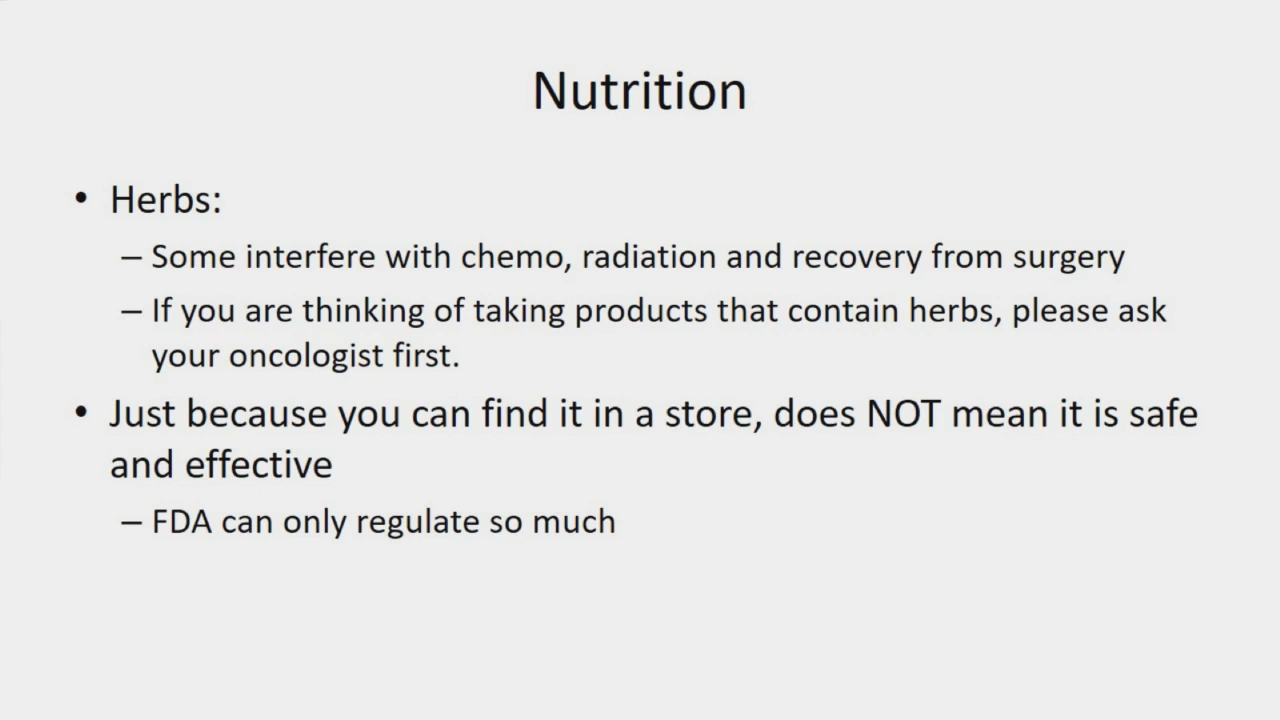 Nutrition
• Herbs:
– Some interfere with chemo, radiation and recovery from surgery
– If you are thinking of taking products that contain herbs, please ask
your oncologist first.
• Just because you can find it in a store, does NOT mean it is safe
and effective
– FDA can only regulate so much